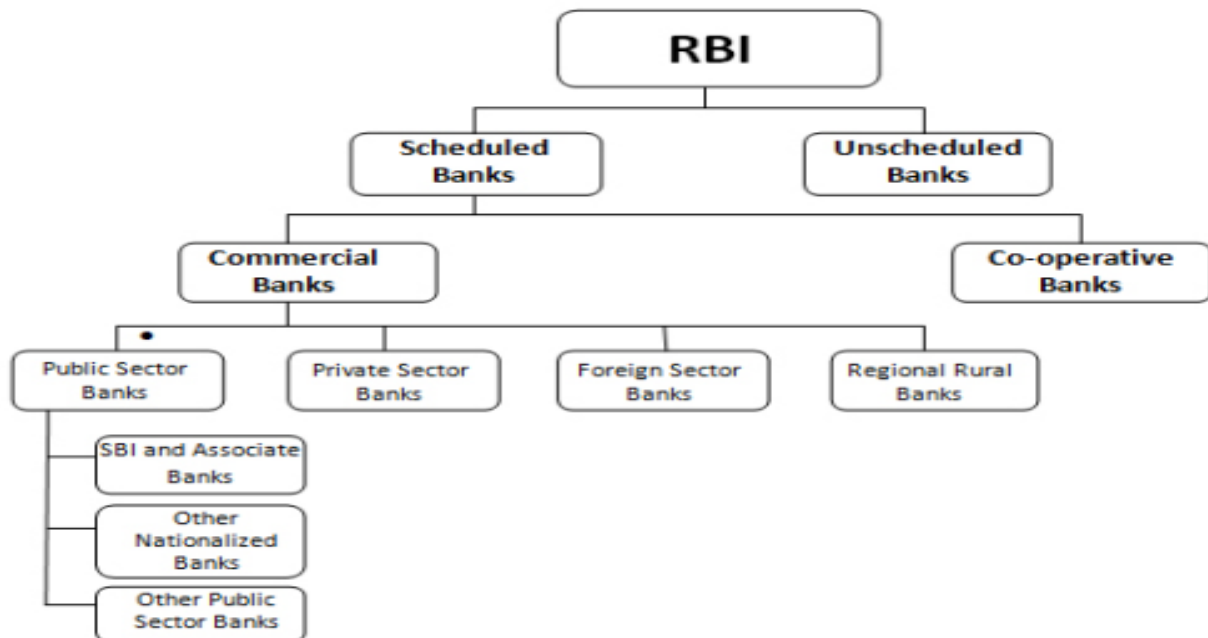 RBI
Scheduled
Banks
Unscheduled
Banks
Commercial
Banks
Co-operative
Banks
Public Sector
Banks
Private Sector
Banks
Foreign Sector
Banks
Regional Rural
Banks
SBI and Associate
Banks
Other
Nationalized
Banks
Other Public
Sector Banks